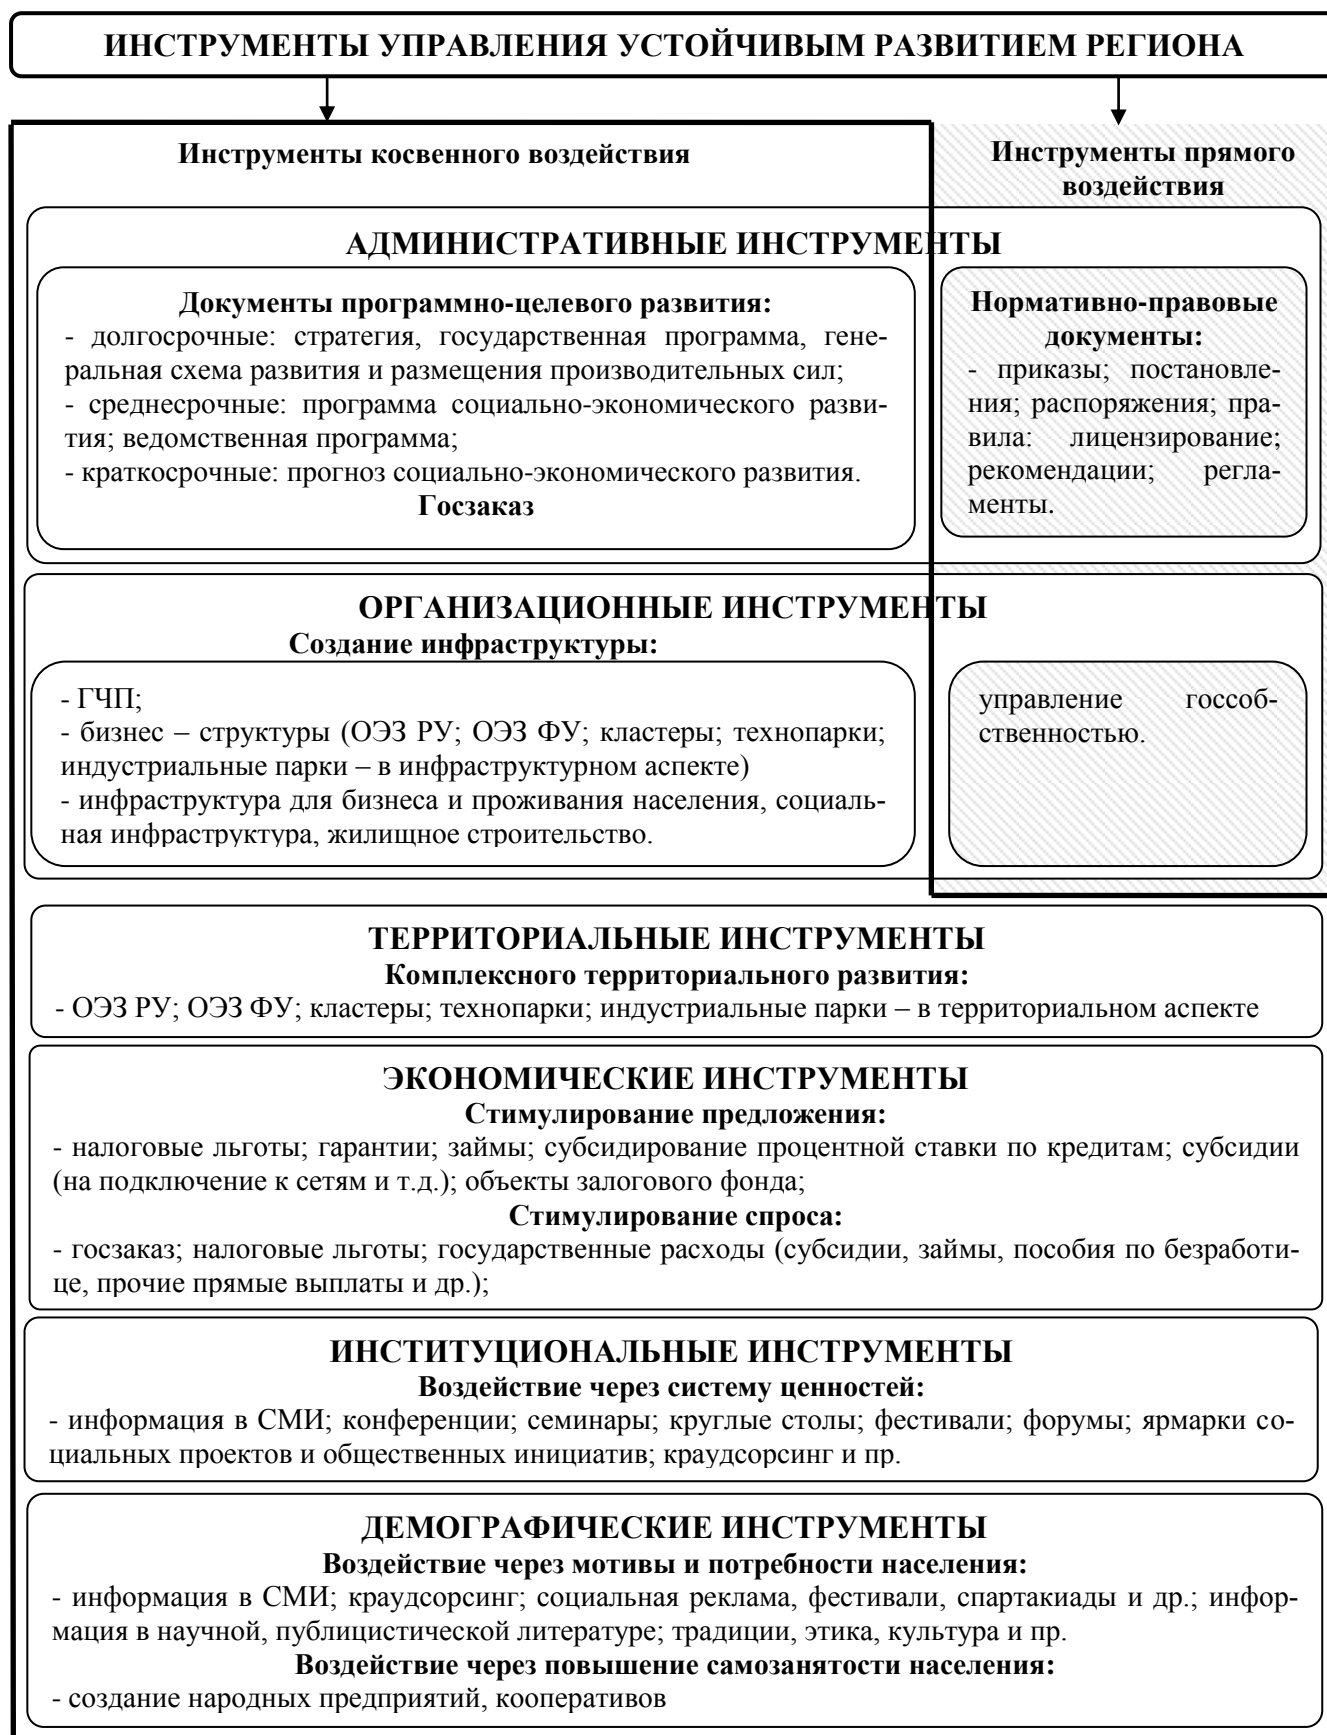 ИНСТРУМЕНТЫ УПРАВЛЕНИЯ УСТОЙЧИВЫМ РАЗВИТИЕМ РЕГИОНА
Инструменты косвенного воздействия
Инструменты прямого
воздействия
АДМИНИСТРАТИВНЫЕ ИНСТРУМЕНТЫ
Документы программно-целевого развития:
- долгосрочные: стратегия, государственная программа, гене-
ральная схема развития и размещения производительных сил;
- среднесрочные: программа социально-экономического разви-
тия; ведомственная программа;
- краткосрочные: прогноз социально-экономического развития.
Госзаказ
Нормативно-правовые
документы:
- приказы; постановле-
ния; распоряжения; пра-
вила: лицензирование;
рекомендации; регла-
менты.
ОРГАНИЗАЦИОННЫЕ ИНСТРУМЕНТЫ
Создание инфраструктуры:
- ГЧП;
- бизнес – структуры (ОЭЗ РУ; ОЭЗ ФУ; кластеры; технопарки;
индустриальные парки – в инфраструктурном аспекте)
- инфраструктура для бизнеса и проживания населения, социаль-
ная инфраструктура, жилищное строительство.
управление госсоб-
ственностью.
ТЕРРИТОРИАЛЬНЫЕ ИНСТРУМЕНТЫ
Комплексного территориального развития:
- ОЭЗ РУ; ОЭЗ ФУ; кластеры; технопарки; индустриальные парки – в территориальном аспекте
ЭКОНОМИЧЕСКИЕ ИНСТРУМЕНТЫ
Стимулирование предложения:
- налоговые льготы; гарантии; займы; субсидирование процентной ставки по кредитам; субсидии
(на подключение к сетям и т.д.); объекты залогового фонда;
Стимулирование спроса:
- госзаказ; налоговые льготы; государственные расходы (субсидии, займы, пособия по безработи-
це, прочие прямые выплаты и др.);
ИНСТИТУЦИОНАЛЬНЫЕ ИНСТРУМЕНТЫ
Воздействие через систему ценностей:
- информация в СМИ; конференции; семинары; круглые столы; фестивали; форумы; ярмарки со-
циальных проектов и общественных инициатив; краудсорсинг и пр.
ДЕМОГРАФИЧЕСКИЕ ИНСТРУМЕНТЫ
Воздействие через мотивы и потребности населения:
- информация в СМИ; краудсорсинг; социальная реклама, фестивали, спартакиады и др.; инфор-
мация в научной, публицистической литературе; традиции, этика, культура и пр.
Воздействие через повышение самозанятости населения:
- создание народных предприятий, кооперативов